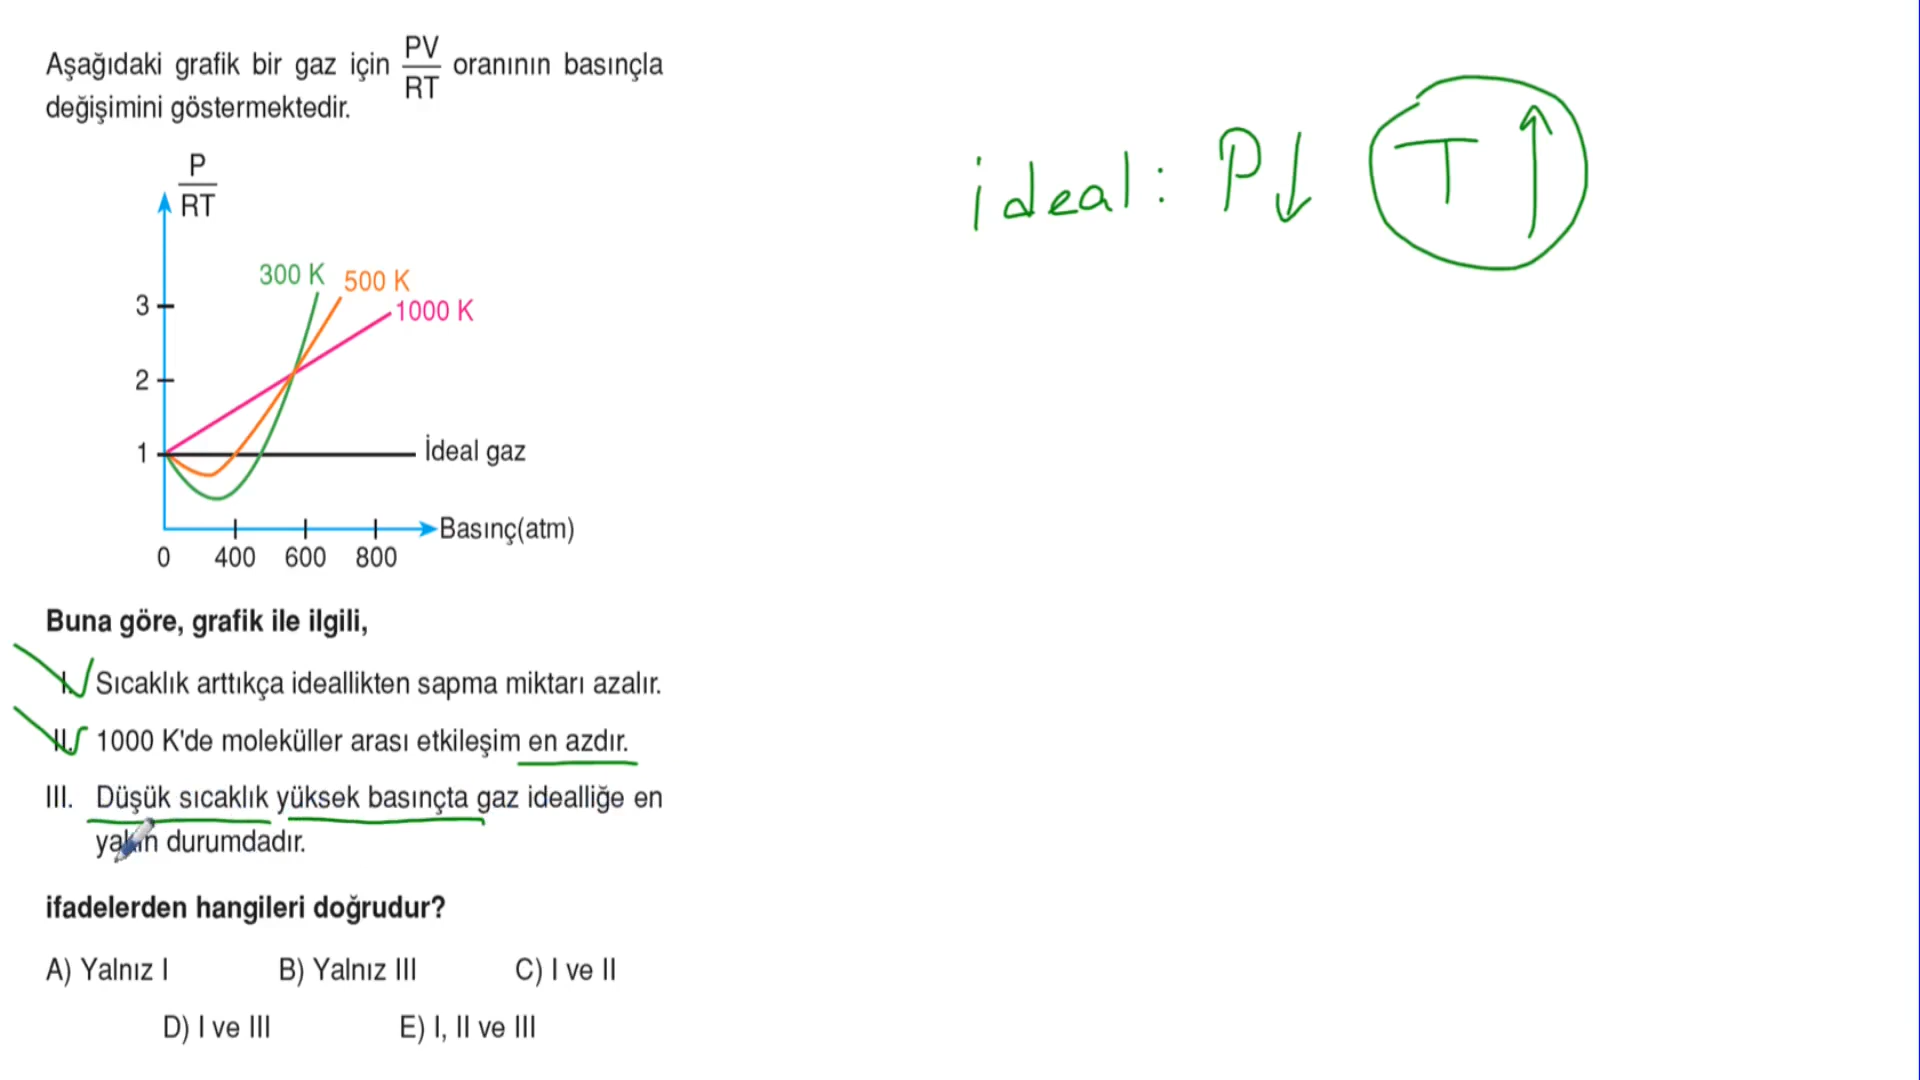 Aşağıdaki grafik bir gaz için PV/RT oranının basınçla
değişimini göstermektedir.
P/RT
300 K 500 K
1000 K
3
2
1
İdeal gaz
Basınç(atm)
0 400 600 800
Buna göre, grafik ile ilgili,
I. Sıcaklık arttıkça ideallikten sapma miktarı azalır.
II. 1000 K'de moleküller arası etkileşim en azdır.
III. Düşük sıcaklık yüksek basınçta gaz idealliğe en
yakın durumdadır.
ifadelerden hangileri doğrudur?
A) Yalnız I B) Yalnız III C) I ve II
D) I ve III E) I, II ve III
ideal: P↓ T↑